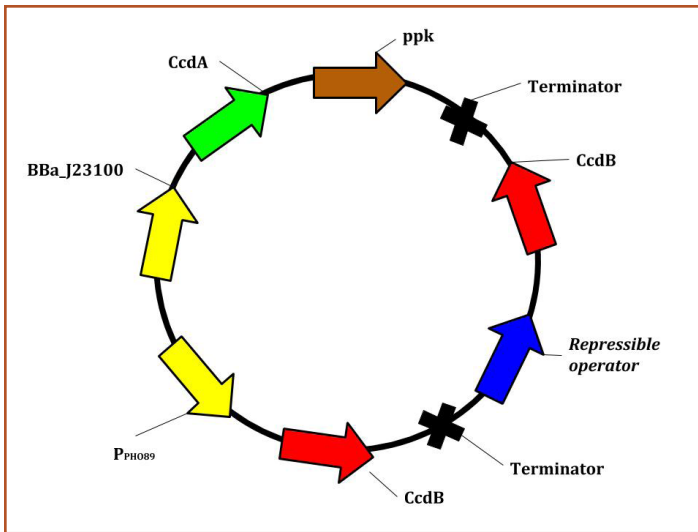 ppk
CcdA
Terminator
CcdB
BBa_J23100
Repressible
operator
PPHO89
Terminator
CcdB